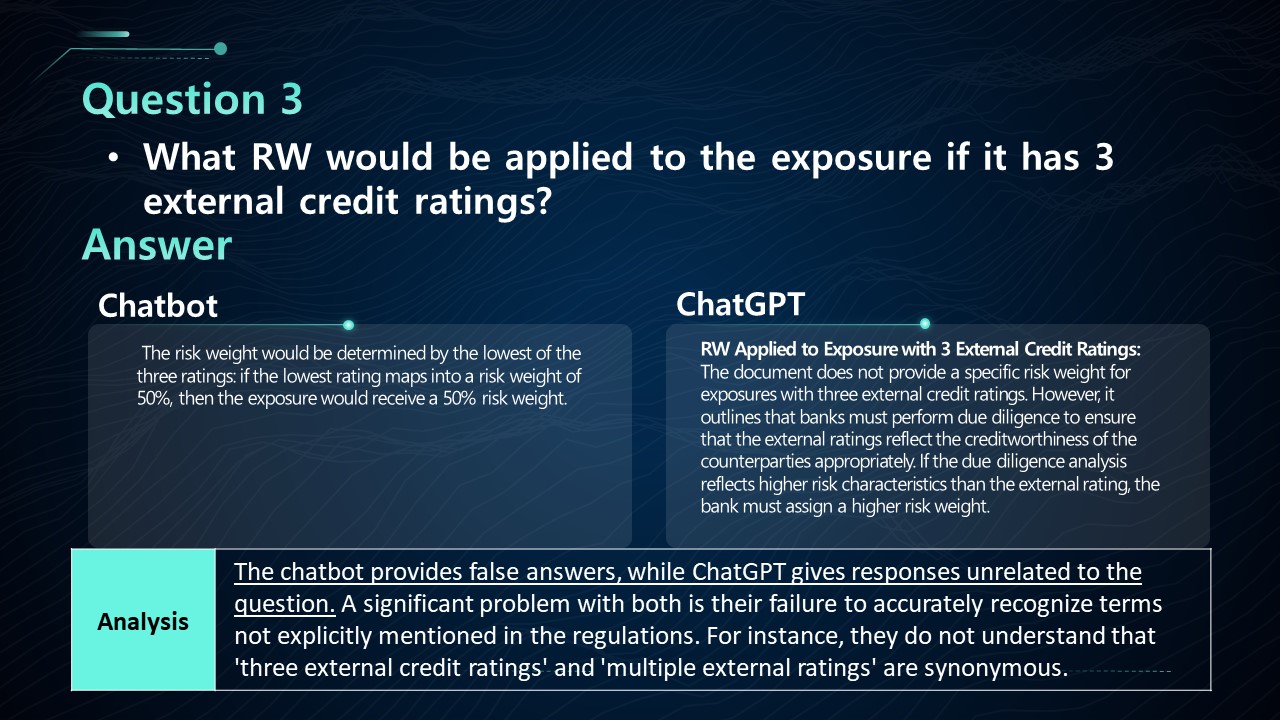 Question 3
• What RW would be applied to the exposure if it has 3
external credit ratings?
Answer
Chatbot
The risk weight would be determined by the lowest of the
three ratings: if the lowest rating maps into a risk weight of
50%, then the exposure would receive a 50% risk weight.
ChatGPT
RW Applied to Exposure with 3 External Credit Ratings:
The document does not provide a specific risk weight for
exposures with three external credit ratings. However, it
outlines that banks must perform due diligence to ensure
that the external ratings reflect the creditworthiness of the
counterparties appropriately. If the due diligence analysis
reflects higher risk characteristics than the external rating, the
bank must assign a higher risk weight.
Analysis
The chatbot provides false answers, while ChatGPT gives responses unrelated to the
question. A significant problem with both is their failure to accurately recognize terms
not explicitly mentioned in the regulations. For instance, they do not understand that
'three external credit ratings' and 'multiple external ratings' are synonymous.